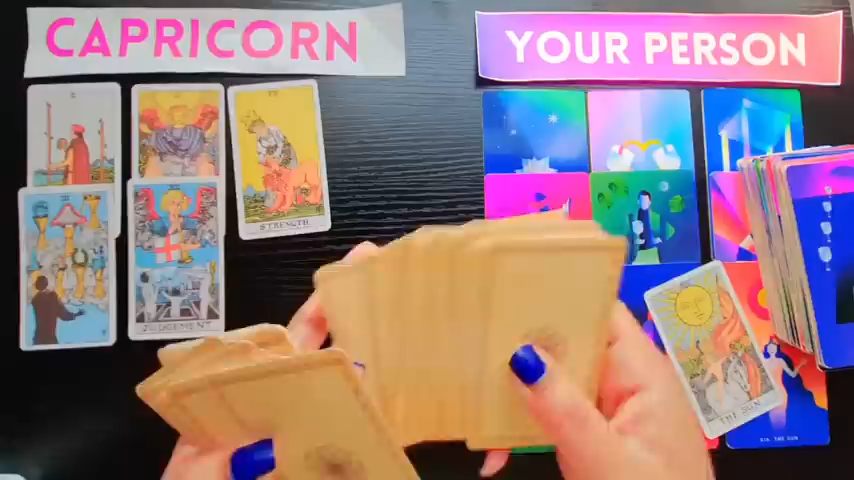 CAPRICORN
YOUR PERSON
STRENGTH
JUDGEMENT
THE SUN
XIX. THE SUN